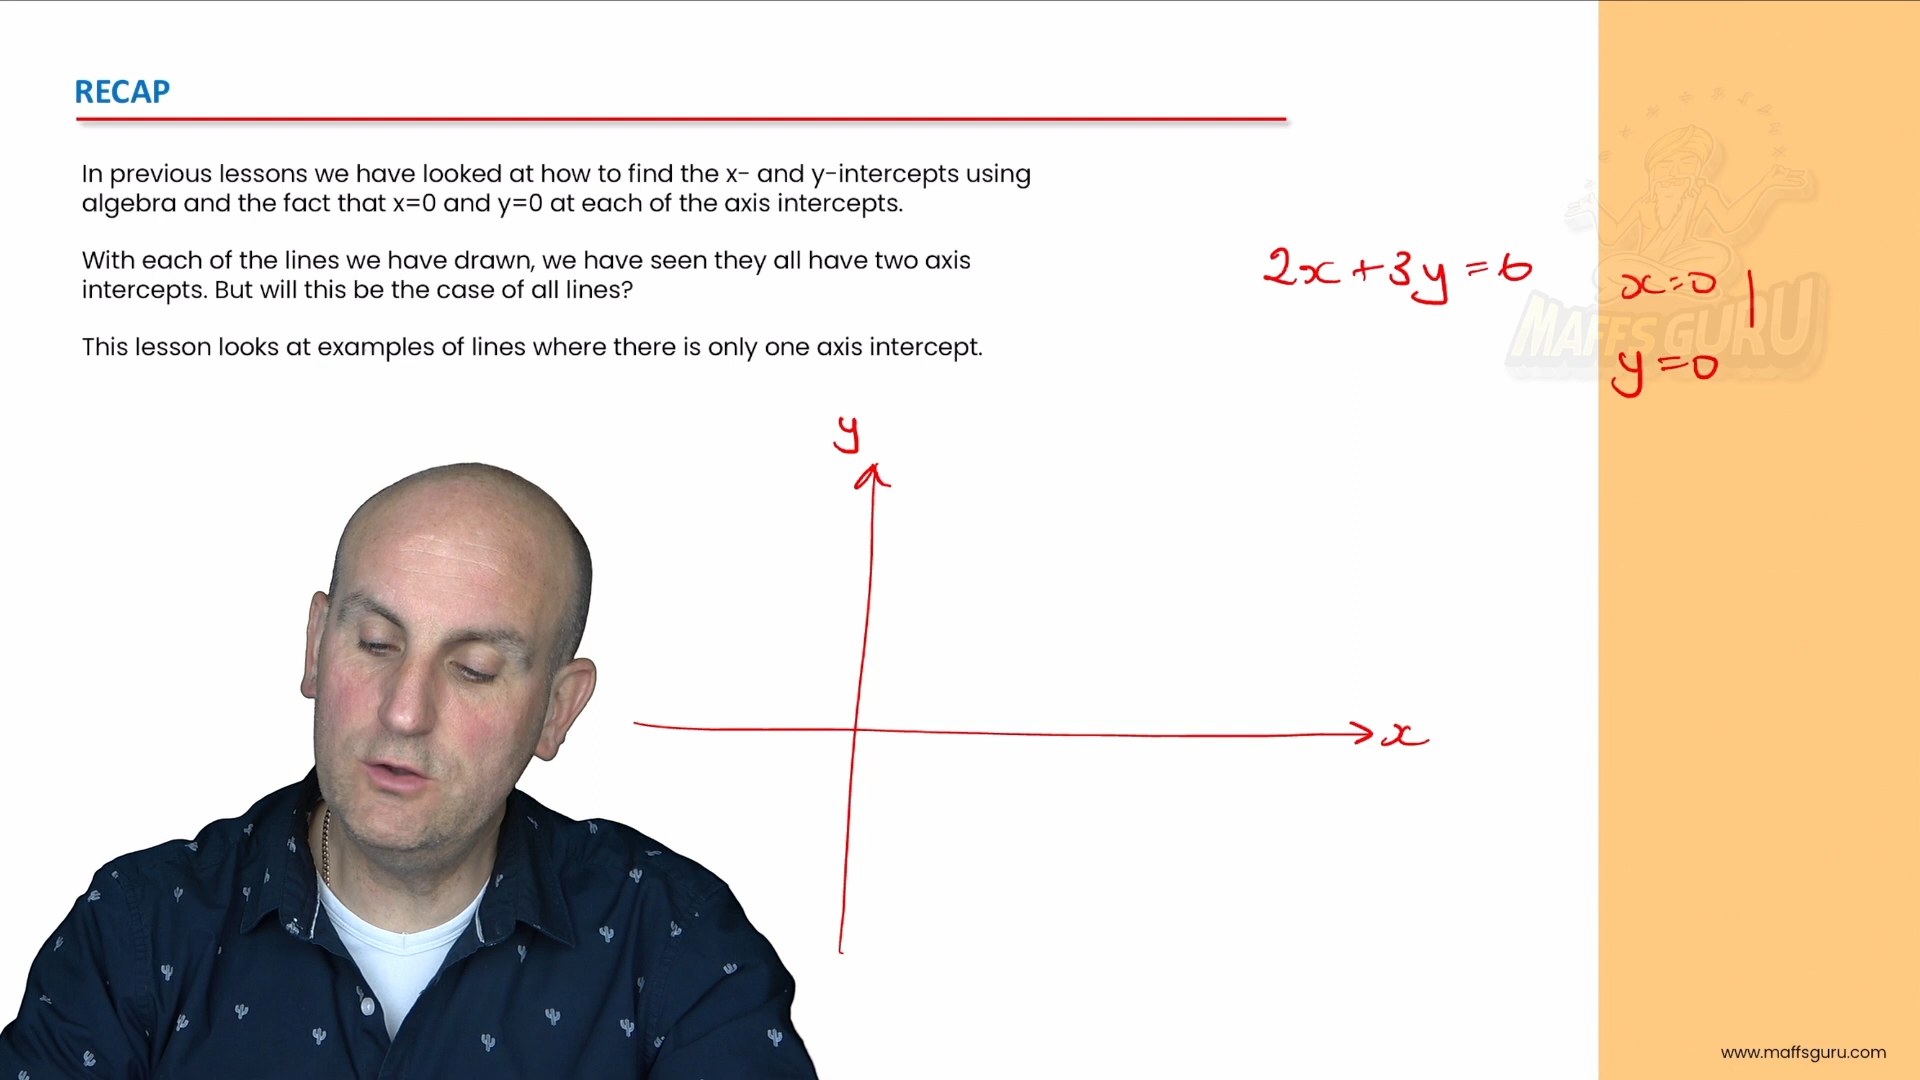 RECAP
In previous lessons we have looked at how to find the x- and y-intercepts using
algebra and the fact that x=0 and y=0 at each of the axis intercepts.
With each of the lines we have drawn, we have seen they all have two axis
intercepts. But will this be the case of all lines?
This lesson looks at examples of lines where there is only one axis intercept.
2x+3y=6
x=0
y=0
MAFFS GURU
y
x
www.maffsguru.com